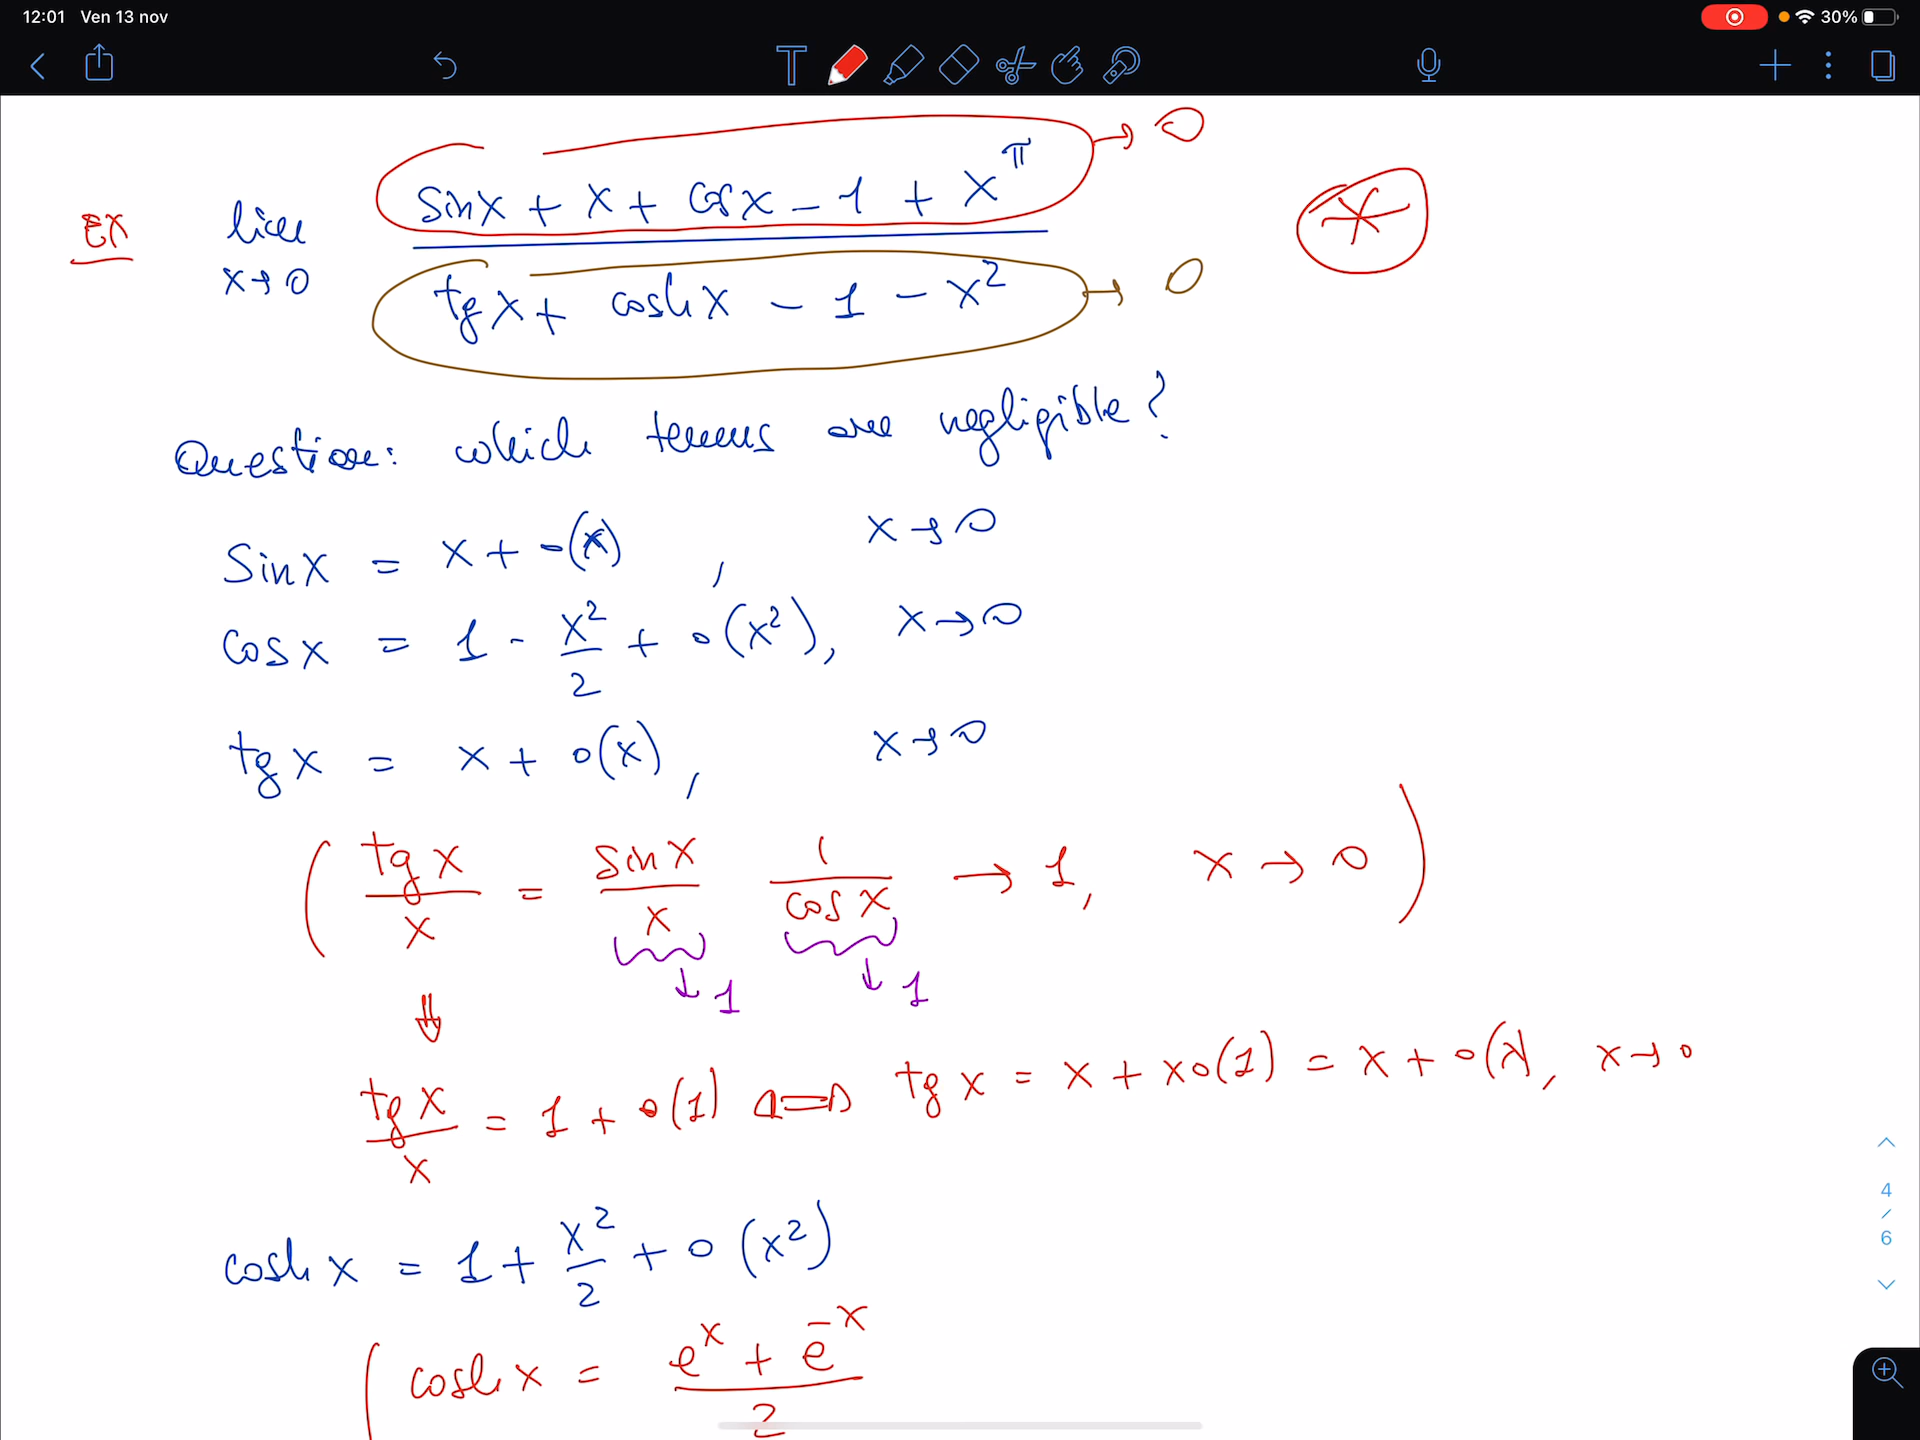 12:01 Ven 13 nov
30%
EX lim sin x + x + cos x - 1 + x^π → 0
x→0 tg x + cosh x - 1 - x² → 0
*
Question: which terms are negligible?
sin x = x + o(x) , x→0
cos x = 1 - x²/2 + o(x²), x→0
tg x = x + o(x) , x→0
( tg x / x = sin x / x 1 / cos x → 1, x → 0 )
↓ 1 ↓ 1
⇓
tg x / x = 1 + o(1) ⟺ tg x = x + x o(1) = x + o(x), x→0
cosh x = 1 + x²/2 + o(x²)
( cosh x = e^x + e^-x / 2
4
/
6